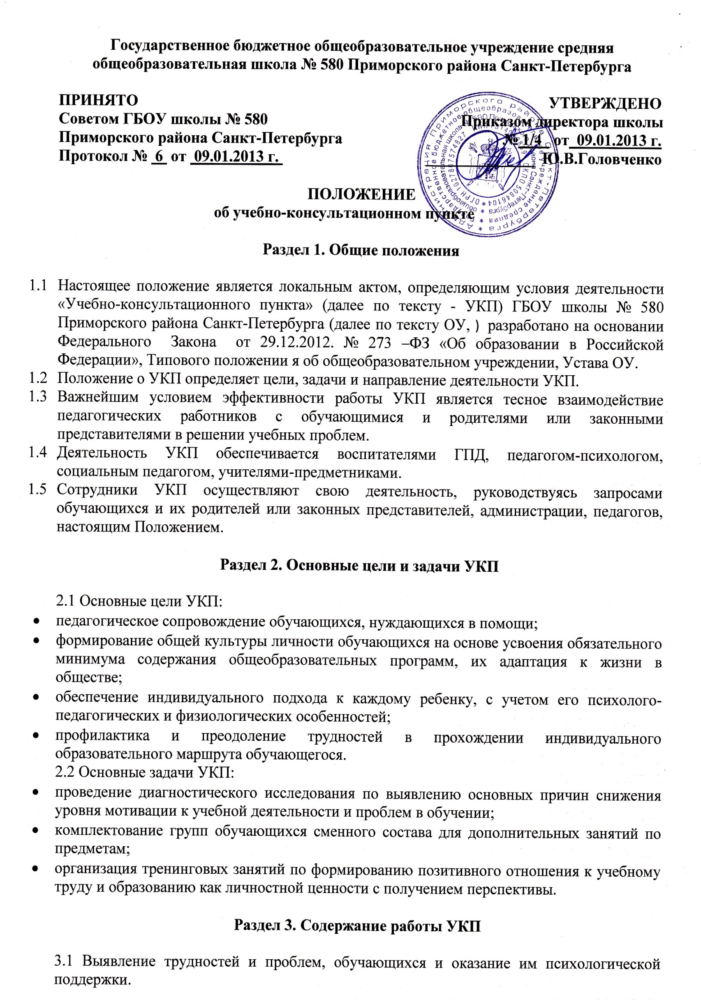 Государственное бюджетное общеобразовательное учреждение средняя
общеобразовательная школа № 580 Приморского района Санкт-Петербурга
ПРИНЯТО
Советом ГБОУ школы № 580
Приморского района Санкт-Петербурга
Протокол № 6 от 09.01.2013 г.
УТВЕРЖДЕНО
Приказом директора школы
№ 1/4 от 09.01.2013 г.
Ю.В.Головченко
Администрация Приморского района Санкт-Петербурга *
Государственное бюджетное общеобразовательное учреждение средняя *
общеобразовательная школа № 580 Приморского района Санкт-Петербурга *
ОГРН 1027807574827 ОКПО 50846104 *
ПОЛОЖЕНИЕ
об учебно-консультационном пункте
Раздел 1. Общие положения
1.1 Настоящее положение является локальным актом, определяющим условия деятельности
«Учебно-консультационного пункта» (далее по тексту - УКП) ГБОУ школы № 580
Приморского района Санкт-Петербурга (далее по тексту ОУ, ) разработано на основании
Федерального Закона от 29.12.2012. № 273 –ФЗ «Об образовании в Российской
Федерации», Типового положении я об общеобразовательном учреждении, Устава ОУ.
1.2 Положение о УКП определяет цели, задачи и направление деятельности УКП.
1.3 Важнейшим условием эффективности работы УКП является тесное взаимодействие
педагогических работников с обучающимися и родителями или законными
представителями в решении учебных проблем.
1.4 Деятельность УКП обеспечивается воспитателями ГПД, педагогом-психологом,
социальным педагогом, учителями-предметниками.
1.5 Сотрудники УКП осуществляют свою деятельность, руководствуясь запросами
обучающихся и их родителей или законных представителей, администрации, педагогов,
настоящим Положением.
Раздел 2. Основные цели и задачи УКП
2.1 Основные цели УКП:
• педагогическое сопровождение обучающихся, нуждающихся в помощи;
• формирование общей культуры личности обучающихся на основе усвоения обязательного
минимума содержания общеобразовательных программ, их адаптация к жизни в
обществе;
• обеспечение индивидуального подхода к каждому ребенку, с учетом его психолого-
педагогических и физиологических особенностей;
• профилактика и преодоление трудностей в прохождении индивидуального
образовательного маршрута обучающегося.
2.2 Основные задачи УКП:
• проведение диагностического исследования по выявлению основных причин снижения
уровня мотивации к учебной деятельности и проблем в обучении;
• комплектование групп обучающихся сменного состава для дополнительных занятий по
предметам;
• организация тренинговых занятий по формированию позитивного отношения к учебному
труду и образованию как личностной ценности с получением перспективы.
Раздел 3. Содержание работы УКП
3.1 Выявление трудностей и проблем, обучающихся и оказание им психологической
поддержки.